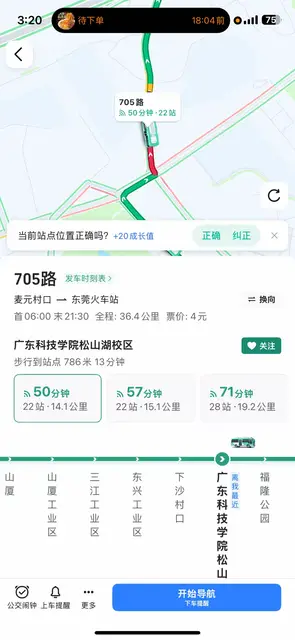 3:20
待下单
18:04前
75
705路
50分钟·22站
当前站点位置正确吗?
+20成长值
正确
纠正
705路
发车时刻表
麦元村口 → 东莞火车站
换向
首06:00 末21:30 全程: 36.4公里 票价: 4元
广东科技学院松山湖校区
关注
步行到站点 786米 13分钟
50分钟
22站·14.1公里
57分钟
22站·15.1公里
71分钟
28站·19.2公里
山厦
山厦工业区
三江工业区
东兴工业区
下沙村口
广东科技学院松山
离我最近
福隆公园
公交闹钟
上车提醒
更多
开始导航
下车提醒